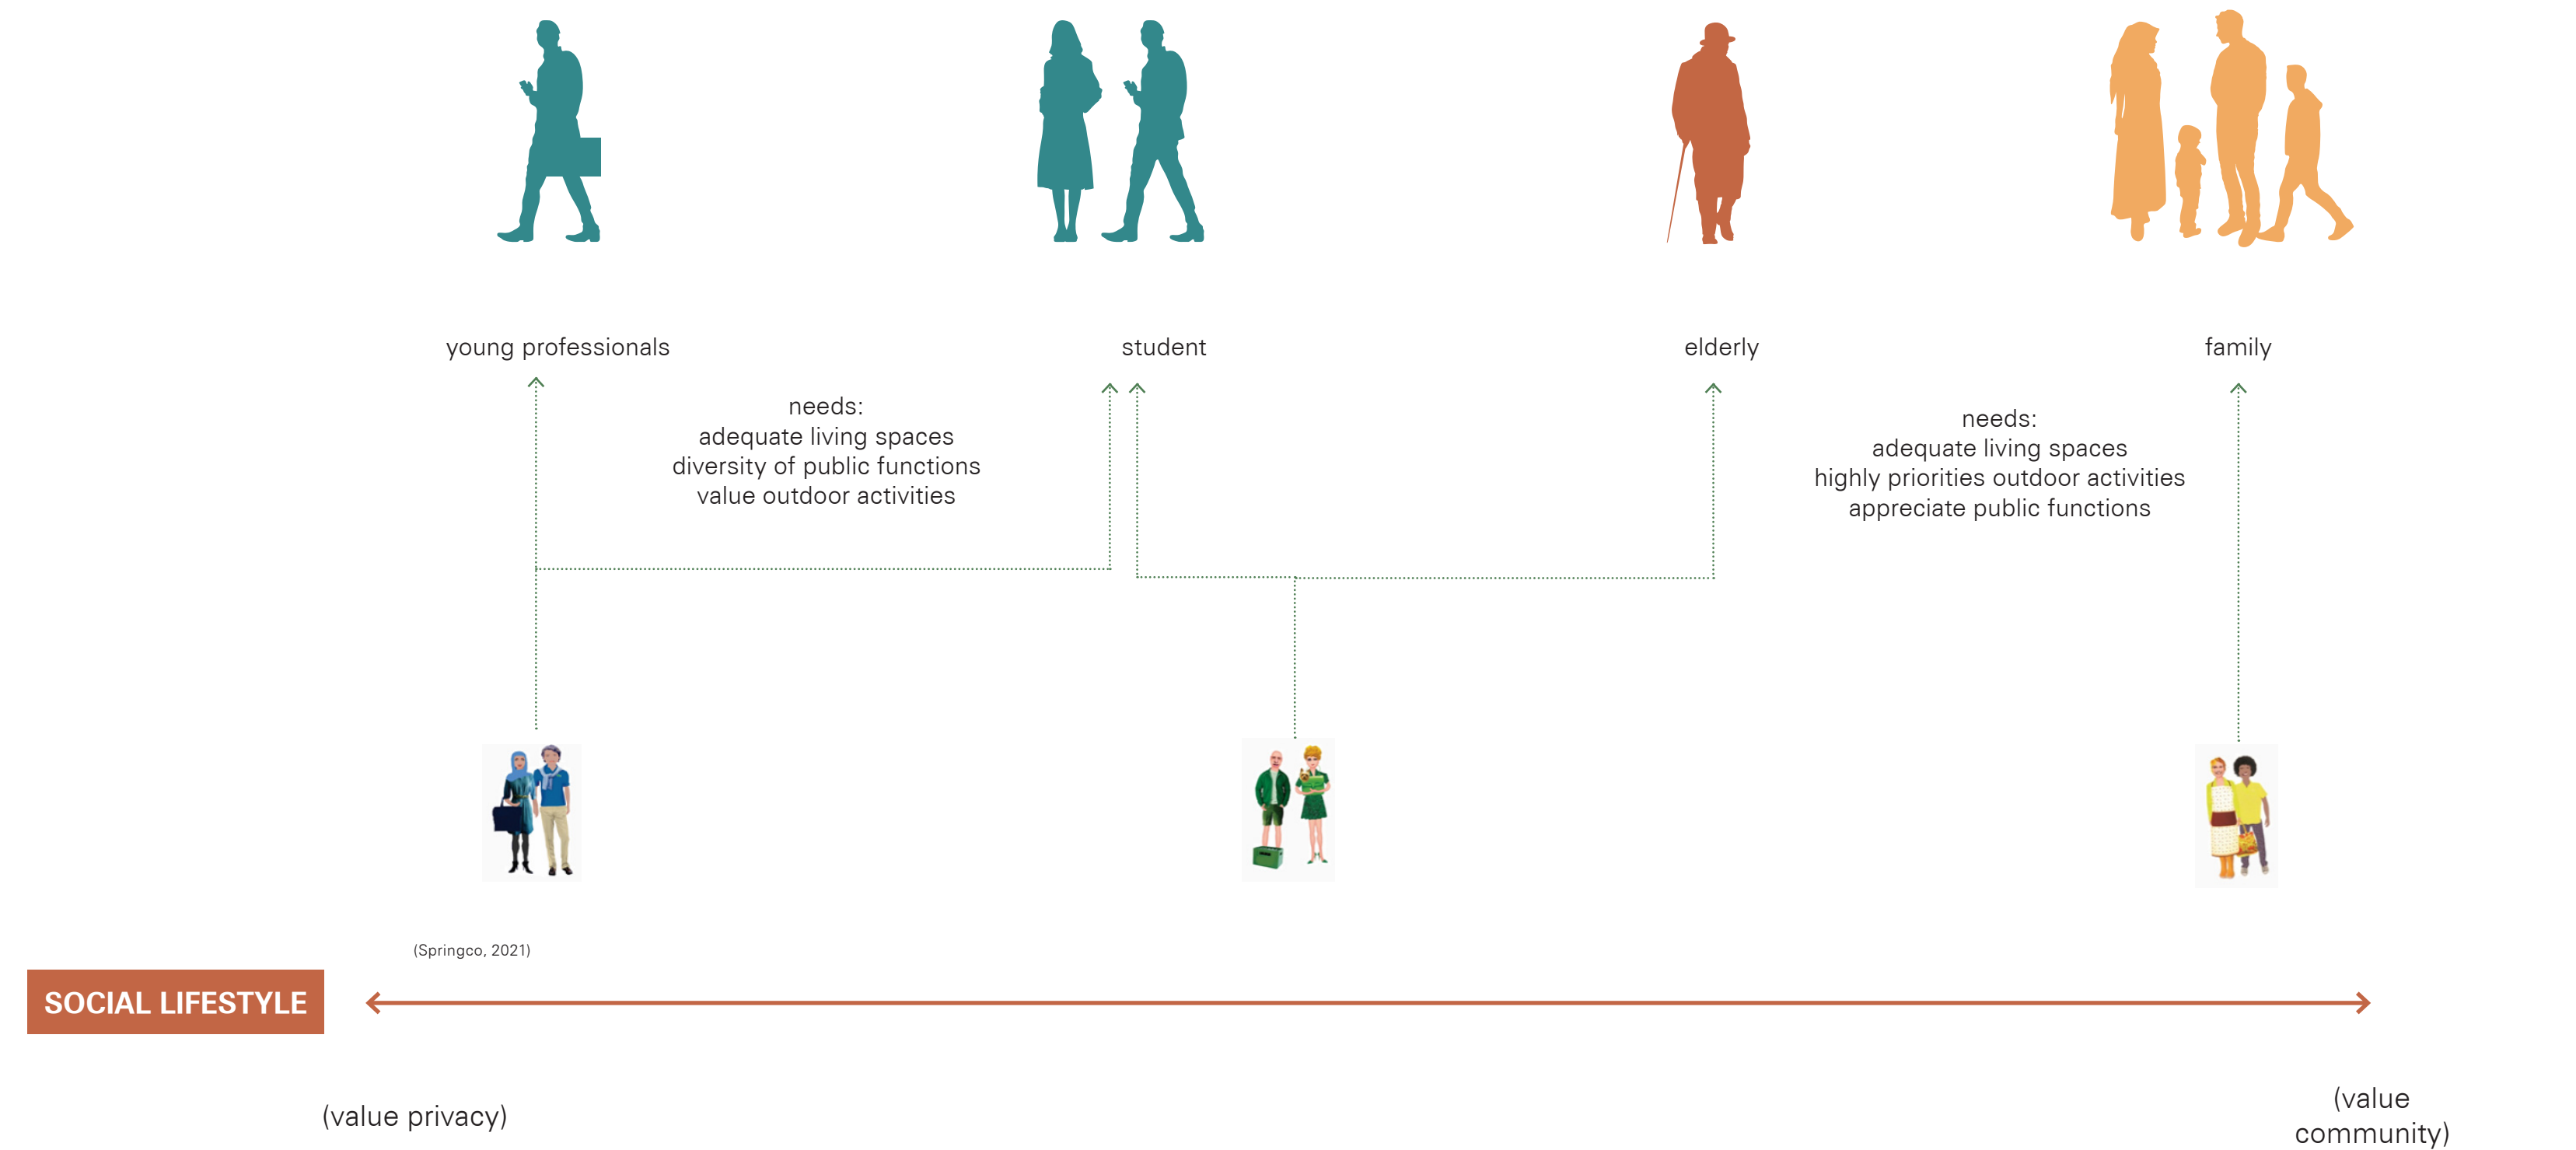 young professionals
student
elderly
family
needs:
adequate living spaces
diversity of public functions
value outdoor activities
needs:
adequate living spaces
highly priorities outdoor activities
appreciate public functions
(Springco, 2021)
SOCIAL LIFESTYLE
(value privacy)
(value
community)